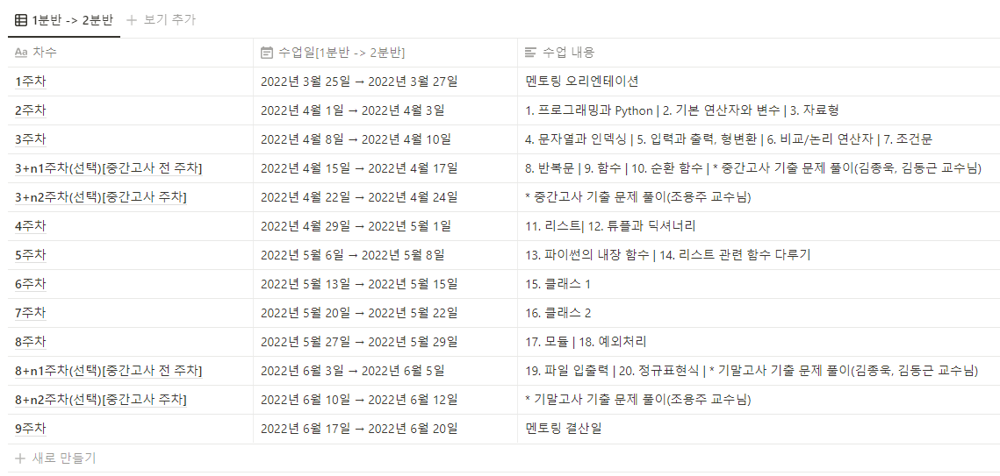 1분반 -> 2분반 + 보기 추가
Aa 차수 수업일[1분반 -> 2분반] 수업 내용
1주차 2022년 3월 25일 → 2022년 3월 27일 멘토링 오리엔테이션
2주차 2022년 4월 1일 → 2022년 4월 3일 1. 프로그래밍과 Python | 2. 기본 연산자와 변수 | 3. 자료형
3주차 2022년 4월 8일 → 2022년 4월 10일 4. 문자열과 인덱싱 | 5. 입력과 출력, 형변환 | 6. 비교/논리 연산자 | 7. 조건문
3+n1주차(선택)[중간고사 전 주차] 2022년 4월 15일 → 2022년 4월 17일 8. 반복문 | 9. 함수 | 10. 순환 함수 | * 중간고사 기출 문제 풀이(김종욱, 김동근 교수님)
3+n2주차(선택)[중간고사 주차] 2022년 4월 22일 → 2022년 4월 24일 * 중간고사 기출 문제 풀이(조용주 교수님)
4주차 2022년 4월 29일 → 2022년 5월 1일 11. 리스트| 12. 튜플과 딕셔너리
5주차 2022년 5월 6일 → 2022년 5월 8일 13. 파이썬의 내장 함수 | 14. 리스트 관련 함수 다루기
6주차 2022년 5월 13일 → 2022년 5월 15일 15. 클래스 1
7주차 2022년 5월 20일 → 2022년 5월 22일 16. 클래스 2
8주차 2022년 5월 27일 → 2022년 5월 29일 17. 모듈 | 18. 예외처리
8+n1주차(선택)[중간고사 전 주차] 2022년 6월 3일 → 2022년 6월 5일 19. 파일 입출력 | 20. 정규표현식 | * 기말고사 기출 문제 풀이(김종욱, 김동근 교수님)
8+n2주차(선택)[중간고사 주차] 2022년 6월 10일 → 2022년 6월 12일 * 기말고사 기출 문제 풀이(조용주 교수님)
9주차 2022년 6월 17일 → 2022년 6월 20일 멘토링 결산일
+ 새로 만들기